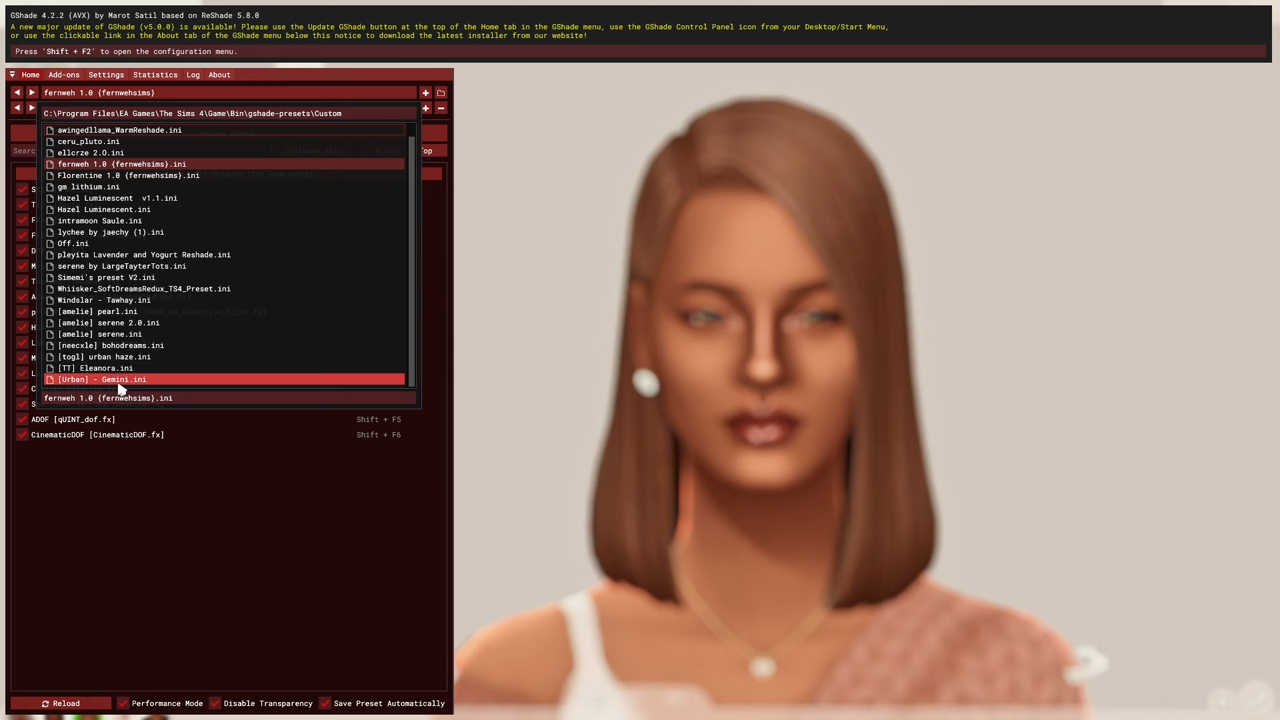 GShade 4.2.2 (AVX) by Marot Satil based on ReShade 5.8.0
A new major update of GShade (v5.0.0) is available! Please use the Update GShade button at the top of the Home tab in the GShade menu, use the GShade Control Panel icon from your Desktop/Start Menu,
or use the clickable link in the About tab of the GShade menu below this notice to download the latest installer from our website!
Press 'Shift + F2' to open the configuration menu.
Home Add-ons Settings Statistics Log About
fernweh 1.0 {fernwehsims}
C:\Program Files\EA Games\The Sims 4\Game\Bin\gshade-presets\Custom
awingedllama_WarmReshade.ini
ceru_pluto.ini
ellcrze 2.0.ini
fernweh 1.0 {fernwehsims}.ini
Florentine 1.0 {fernwehsims}.ini
gm lithium.ini
Hazel Luminescent v1.1.ini
Hazel Luminescent.ini
intramoon Saule.ini
lychee by jaechy (1).ini
Off.ini
pleyita Lavender and Yogurt Reshade.ini
serene by LargeTayterTots.ini
Simemi's preset V2.ini
Whiisker_SoftDreamsRedux_TS4_Preset.ini
Windslar - Tawhay.ini
[amelie] pearl.ini
[amelie] serene 2.0.ini
[amelie] serene.ini
[neecxle] bohodreams.ini
[togl] urban haze.ini
[TT] Eleanora.ini
[Urban] - Gemini.ini
fernweh 1.0 {fernwehsims}.ini
ADOF [qUINT_dof.fx] Shift + F5
CinematicDOF [CinematicDOF.fx] Shift + F6
Reload Performance Mode Disable Transparency Save Preset Automatically